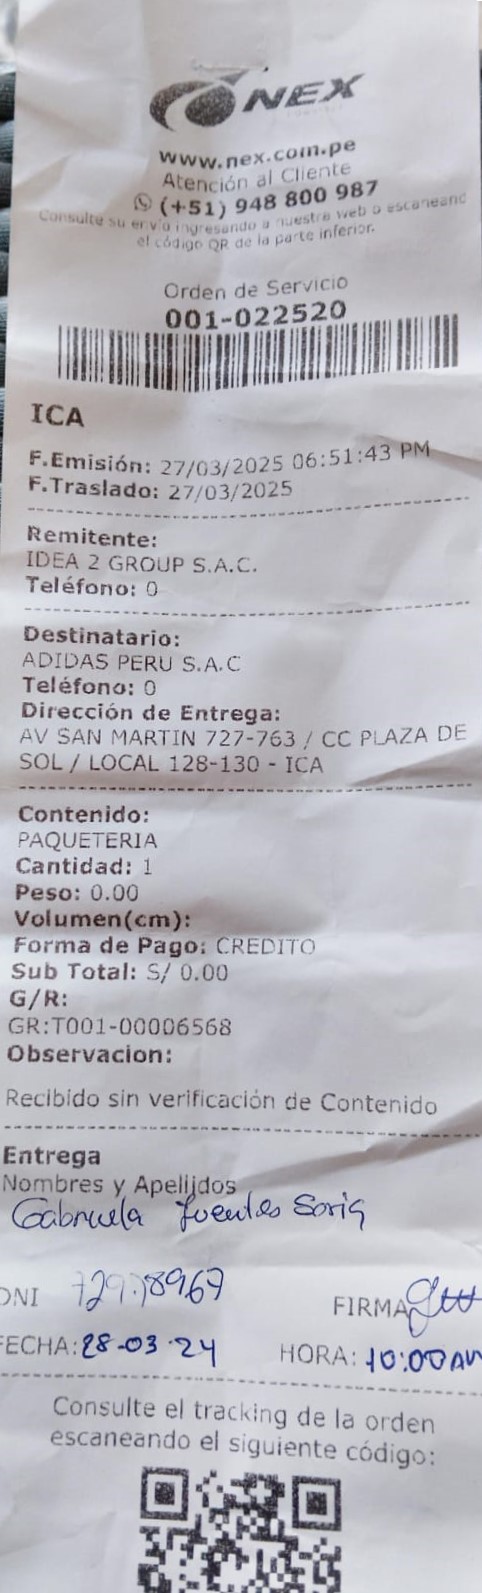 NEX
www.nex.com.pe
Atención al Cliente
(+51) 948 800 987
Consulte su envío ingresando a nuestra web o escaneand
el código QR de la parte inferior.
Orden de Servicio
001-022520
ICA
F.Emisión: 27/03/2025 06:51:43 PM
F.Traslado: 27/03/2025
Remitente:
IDEA 2 GROUP S.A.C.
Teléfono: 0
Destinatario:
ADIDAS PERU S.A.C
Teléfono: 0
Dirección de Entrega:
AV SAN MARTIN 727-763 / CC PLAZA DE
SOL / LOCAL 128-130 - ICA
Contenido:
PAQUETERIA
Cantidad: 1
Peso: 0.00
Volumen(cm):
Forma de Pago: CREDITO
Sub Total: S/ 0.00
G/R:
GR:T001-00006568
Observacion:
Recibido sin verificación de Contenido
Entrega
Nombres y Apellidos
Gabriela Fuentes Soria
DNI
FIRMA
FECHA: 28-03-24 HORA: 10:00AM
Consulte el tracking de la orden
escaneando el siguiente código: